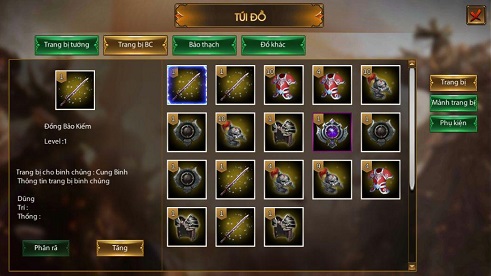 TÚI ĐỒ
Trang bị tướng
Trang bị BC
Bảo thạch
Đồ khác
Đồng Bảo Kiếm
Level :1
Trang bị cho binh chủng : Cung Binh
Thông tin trang bị binh chủng
Dũng
Trí :
Thống :
Phân rã
Tăng
Trang bị
Mảnh trang bị
Phụ kiện